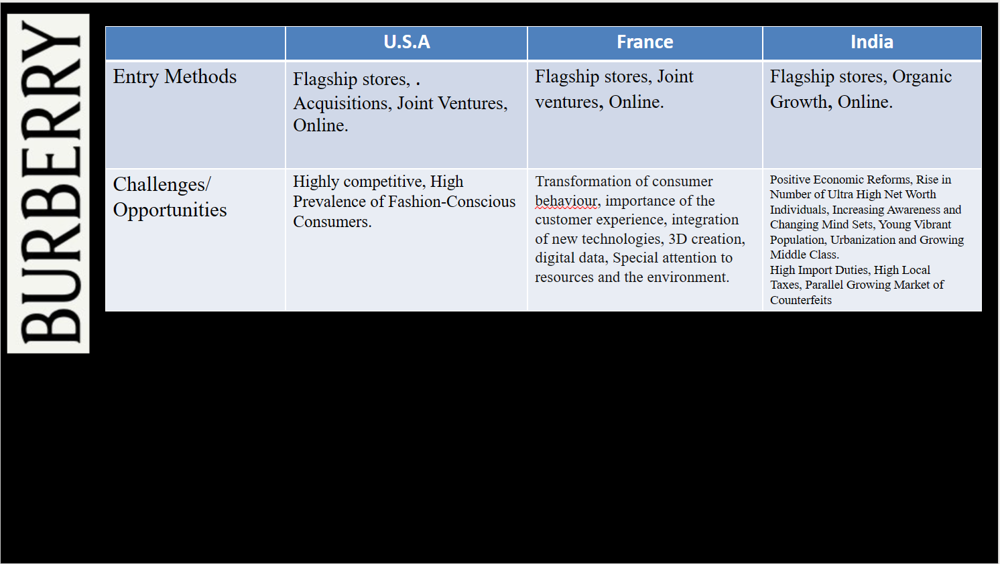 BURBERRY
U.S.A France India
Entry Methods
Flagship stores, .
Acquisitions, Joint Ventures,
Online.
Flagship stores, Joint
ventures, Online.
Flagship stores, Organic
Growth, Online.
Challenges/
Opportunities
Highly competitive, High
Prevalence of Fashion-Conscious
Consumers.
Transformation of consumer
behaviour, importance of the
customer experience, integration
of new technologies, 3D creation,
digital data, Special attention to
resources and the environment.
Positive Economic Reforms, Rise in
Number of Ultra High Net Worth
Individuals, Increasing Awareness and
Changing Mind Sets, Young Vibrant
Population, Urbanization and Growing
Middle Class.
High Import Duties, High Local
Taxes, Parallel Growing Market of
Counterfeits